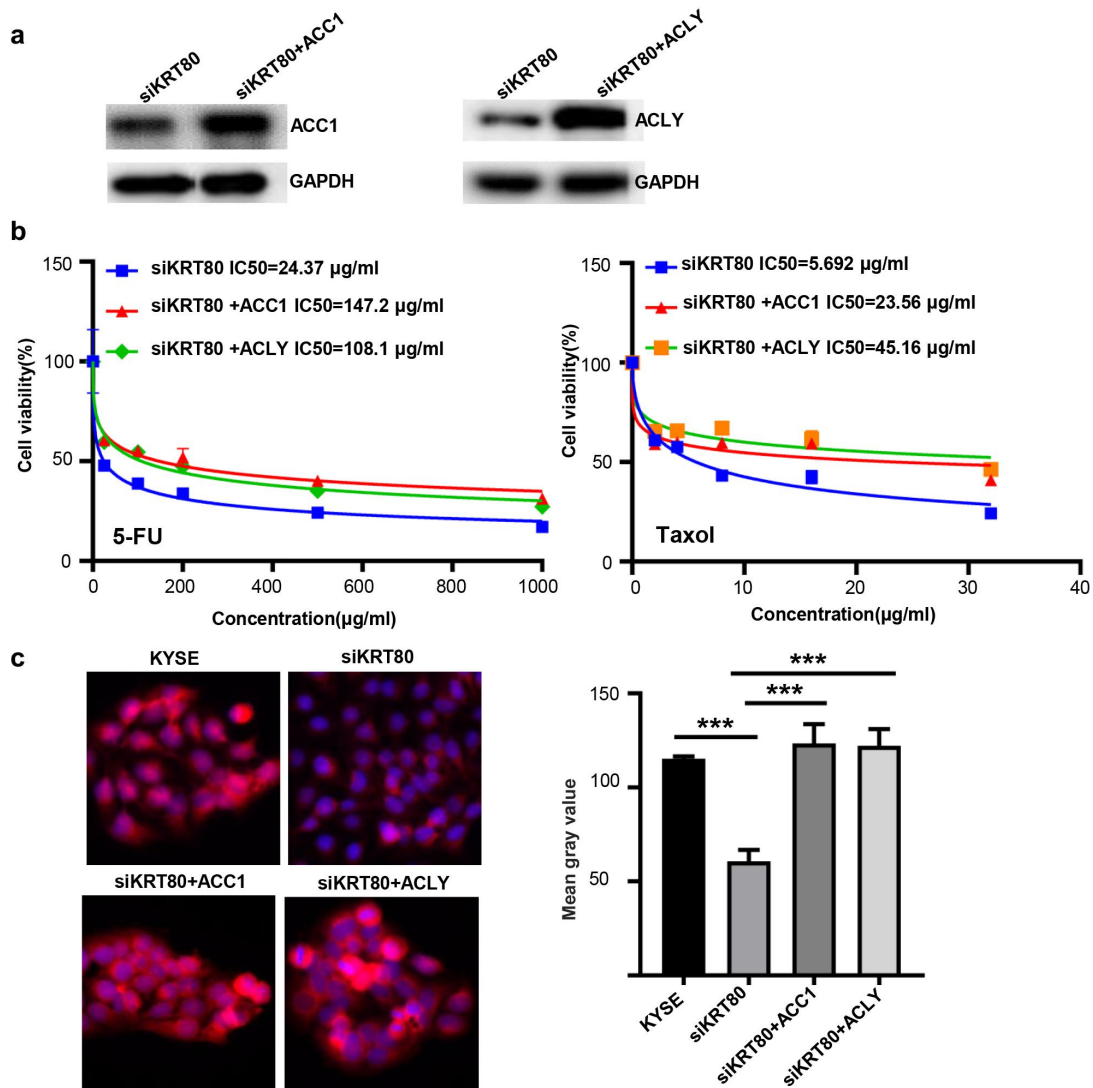 a
siKRT80
siKRT80+ACC1
siKRT80
siKRT80+ACLY
ACC1
ACLY
GAPDH
GAPDH
b
150
100
50
0
Cell viability(%)
siKRT80 IC50=24.37 µg/ml
siKRT80 +ACC1 IC50=147.2 µg/ml
siKRT80 +ACLY IC50=108.1 µg/ml
5-FU
0 200 400 600 800 1000
Concentration(µg/ml)
150
100
50
0
Cell viability(%)
siKRT80 IC50=5.692 µg/ml
siKRT80 +ACC1 IC50=23.56 µg/ml
siKRT80 +ACLY IC50=45.16 µg/ml
Taxol
0 10 20 30 40
Concentration(µg/ml)
c
KYSE
siKRT80
siKRT80+ACC1
siKRT80+ACLY
***
***
***
150
100
50
Mean gray value
KYSE
siKRT80
siKRT80+ACC1
siKRT80+ACLY